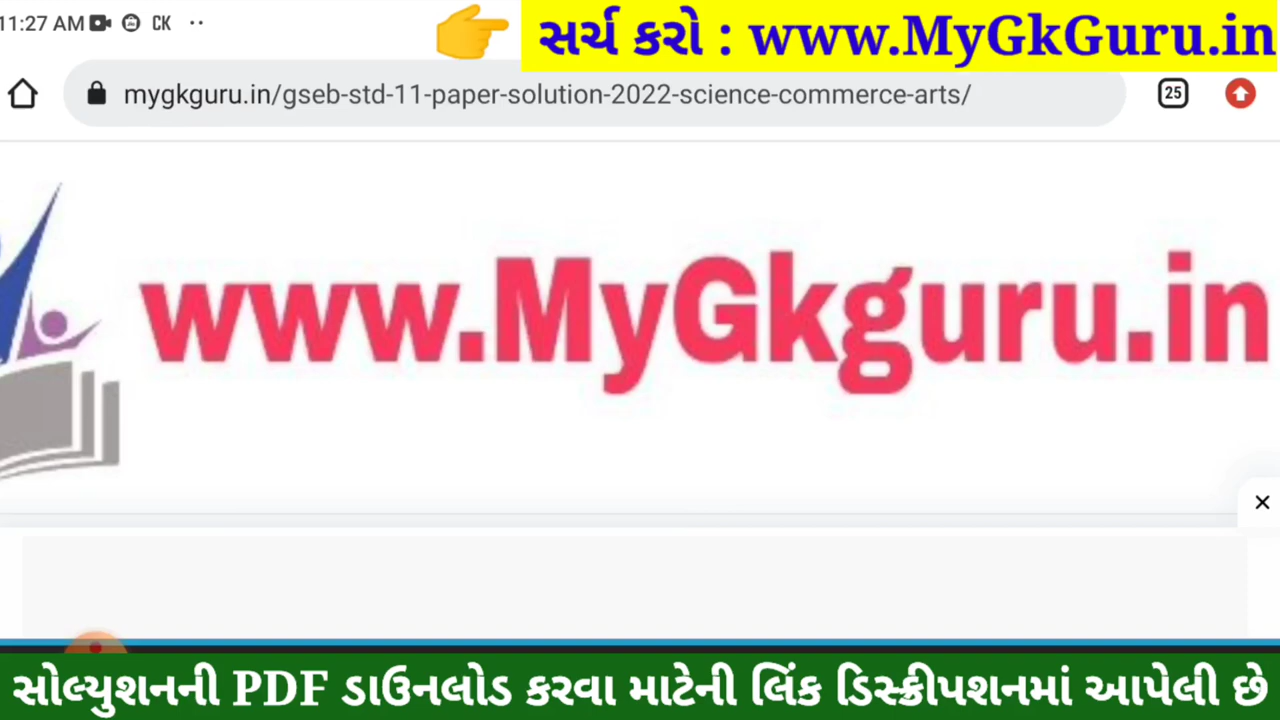 11:27 AM CK
સર્ચ કરો : www.MyGkGuru.in
mygkguru.in/gseb-std-11-paper-solution-2022-science-commerce-arts/
25
www.MyGkguru.in
સોલ્યુશનની PDF ડાઉનલોડ કરવા માટેની લિંક ડિસ્ક્રીપશનમાં આપેલી છે